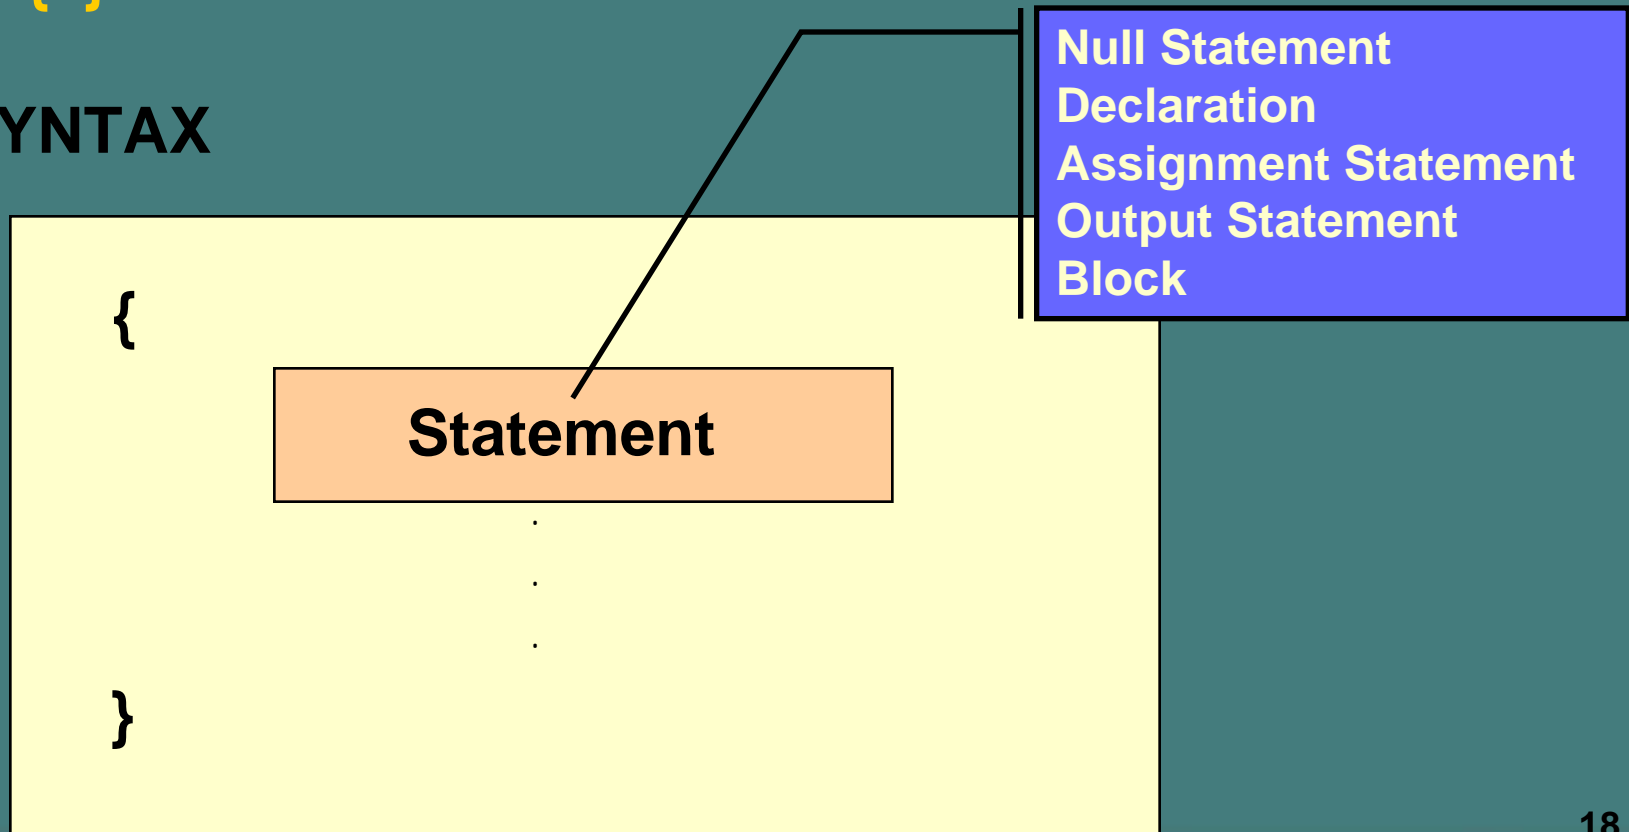 { }
YNTAX
Null Statement
Declaration
Assignment Statement
Output Statement
Block
{
Statement
.
.
.
}
18